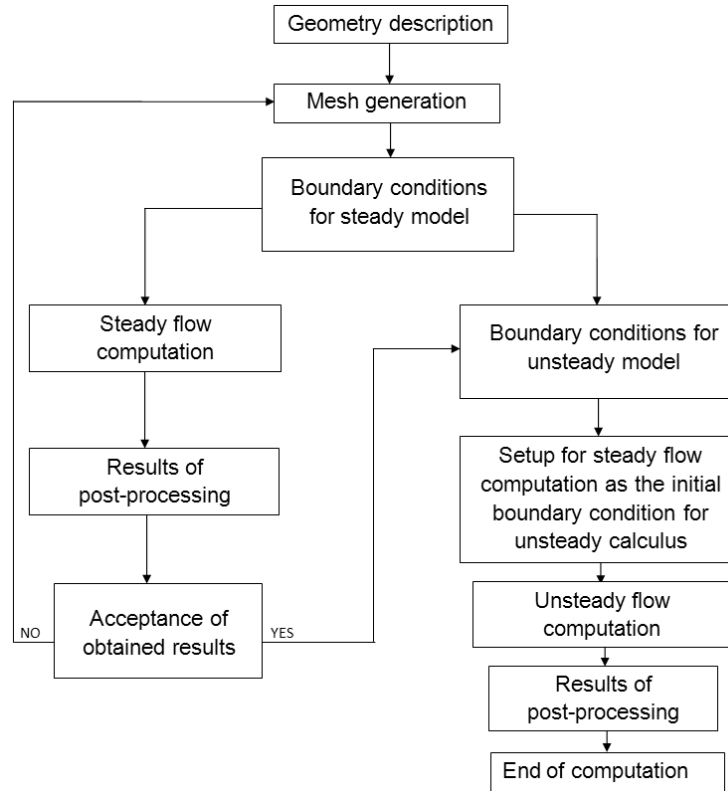 Geometry description
Mesh generation
Boundary conditions
for steady model
Steady flow
computation
Boundary conditions for
unsteady model
Results of
post-processing
Setup for steady flow
computation as the initial
boundary condition for
unsteady calculus
Acceptance of
obtained results
NO
YES
Unsteady flow
computation
Results of
post-processing
End of computation